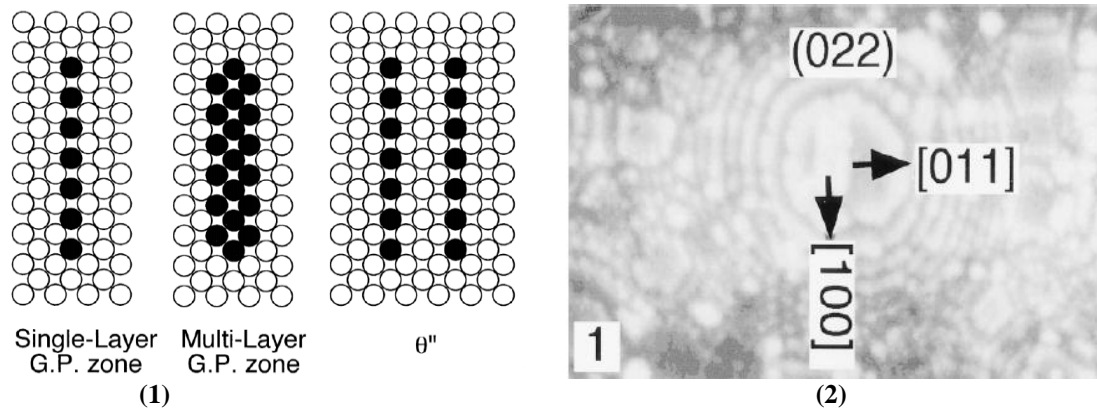 Single-Layer
G.P. zone
Multi-Layer
G.P. zone
θ"
(1)
(022)
[011]
[100]
1
(2)